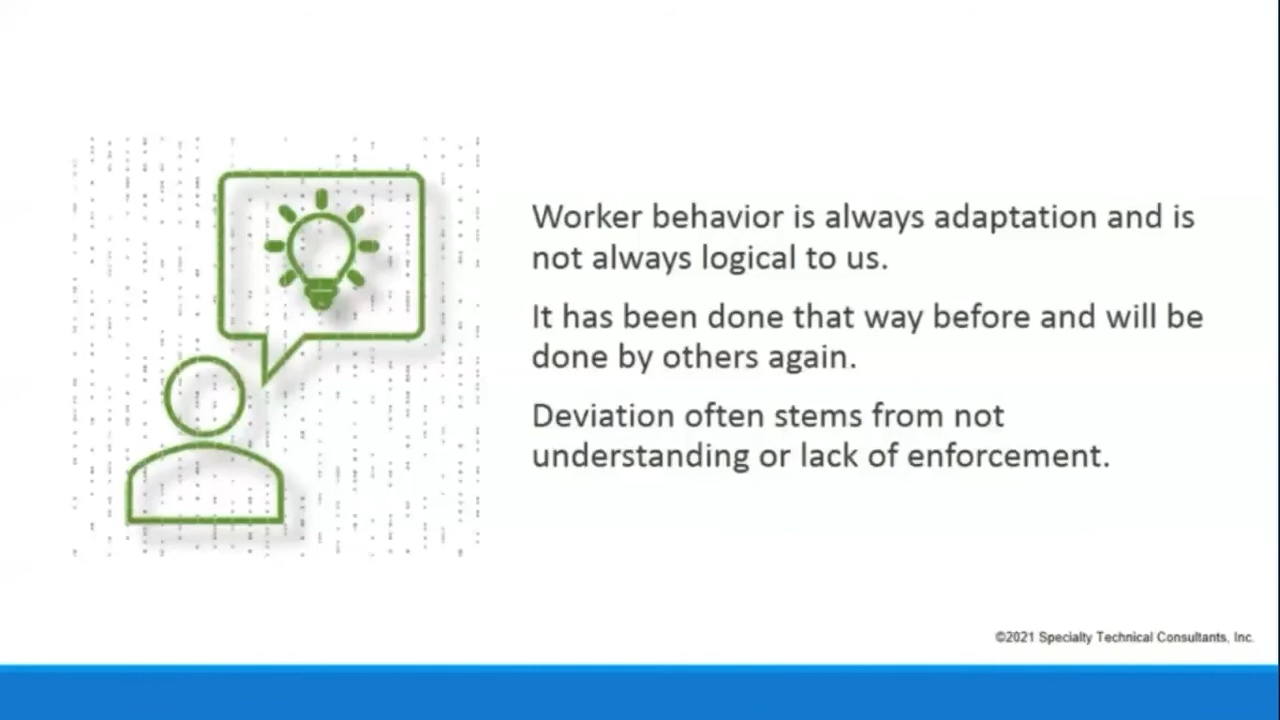 Worker behavior is always adaptation and is
not always logical to us.
It has been done that way before and will be
done by others again.
Deviation often stems from not
understanding or lack of enforcement.
©2021 Specialty Technical Consultants, Inc.